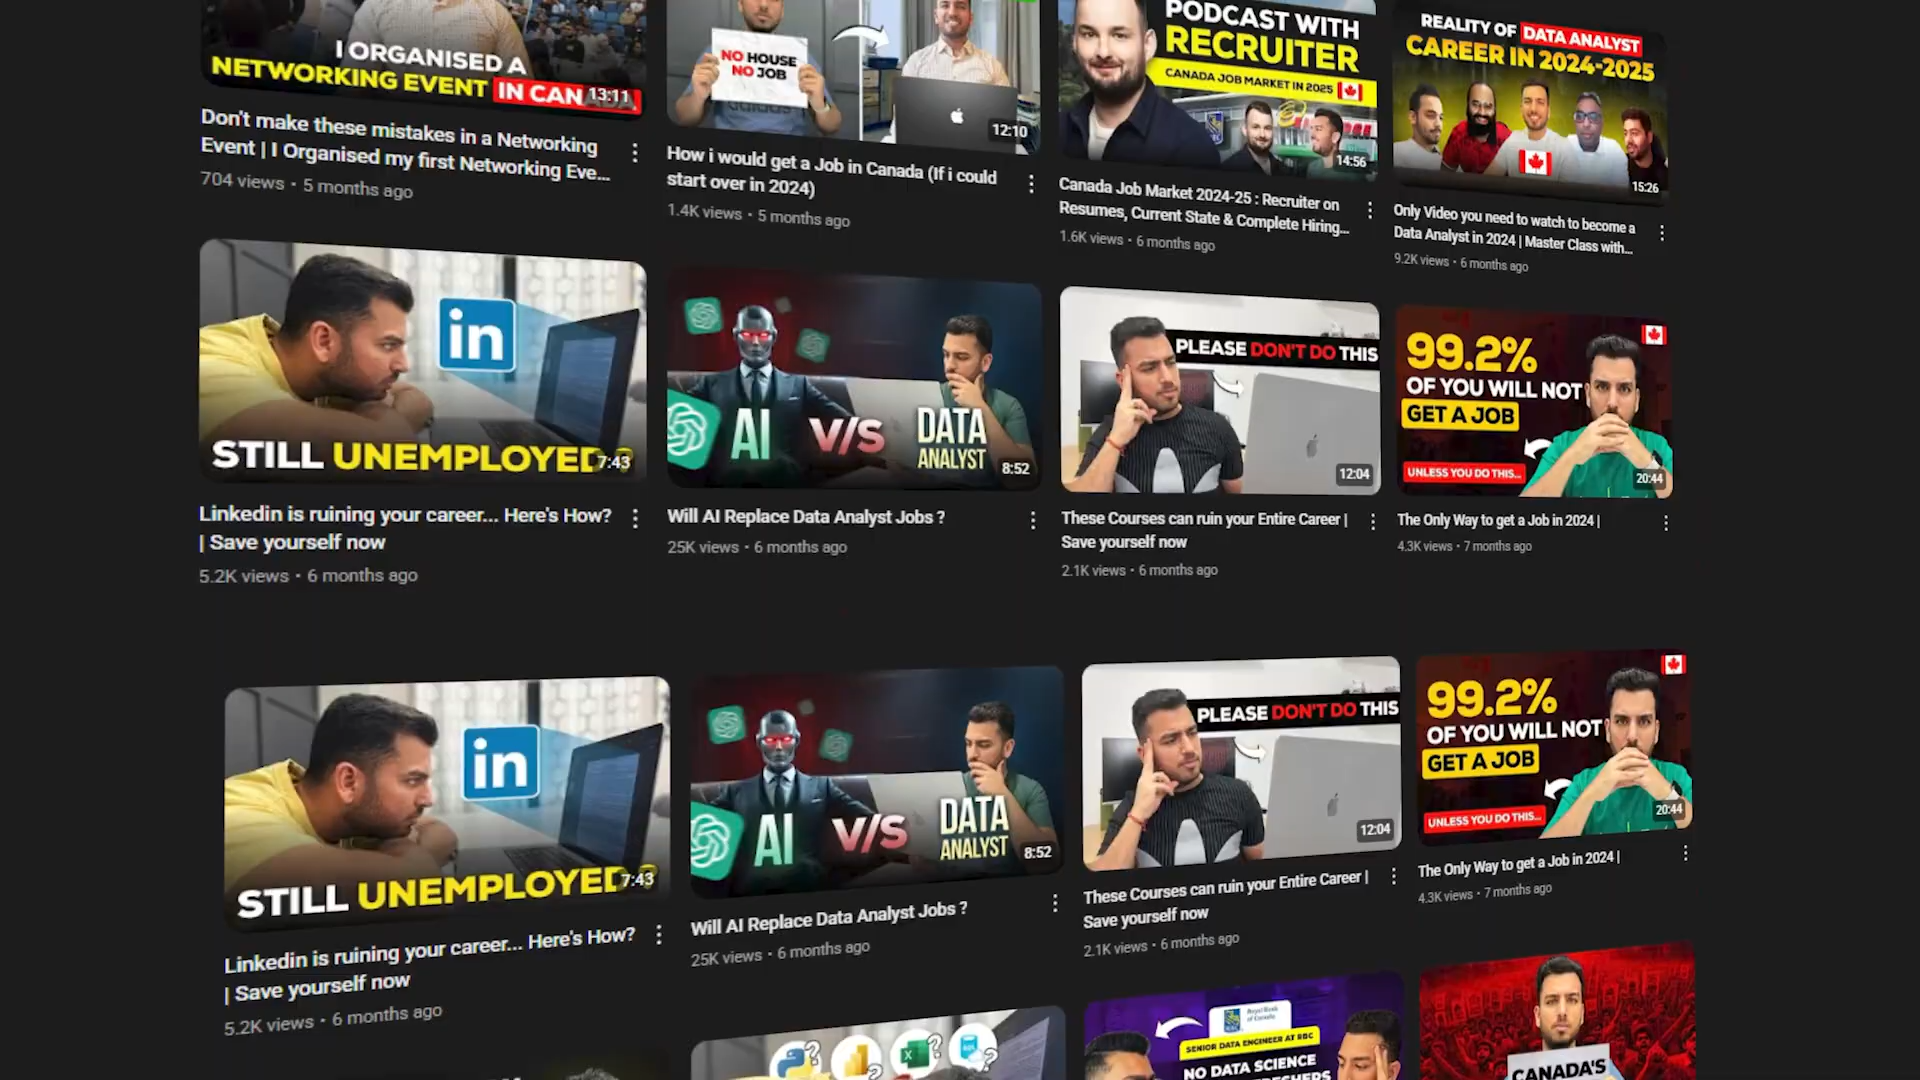 I ORGANISED A
NETWORKING EVENT IN CANADA
13:11
Don't make these mistakes in a Networking
Event | I Organised my first Networking Eve...
704 views • 5 months ago
NO HOUSE
NO JOB
12:10
How i would get a Job in Canada (If i could
start over in 2024)
1.4K views • 5 months ago
PODCAST WITH
RECRUITER
CANADA JOB MARKET IN 2025
14:56
Canada Job Market 2024-25 : Recruiter on
Resumes, Current State & Complete Hiring...
1.6K views • 6 months ago
REALITY OF DATA ANALYST
CAREER IN 2024-2025
15:26
Only Video you need to watch to become a
Data Analyst in 2024 | Master Class with...
9.2K views • 6 months ago
in
STILL UNEMPLOYED?
7:43
Linkedin is ruining your career... Here's How?
| Save yourself now
5.2K views • 6 months ago
AI V/S DATA
ANALYST
8:52
Will AI Replace Data Analyst Jobs ?
25K views • 6 months ago
PLEASE DON'T DO THIS
12:04
These Courses can ruin your Entire Career |
Save yourself now
2.1K views • 6 months ago
99.2%
OF YOU WILL NOT
GET A JOB
UNLESS YOU DO THIS...
20:44
The Only Way to get a Job in 2024 |
4.3K views • 7 months ago
in
STILL UNEMPLOYED?
7:43
Linkedin is ruining your career... Here's How?
| Save yourself now
5.2K views • 6 months ago
AI V/S DATA
ANALYST
8:52
Will AI Replace Data Analyst Jobs ?
25K views • 6 months ago
PLEASE DON'T DO THIS
12:04
These Courses can ruin your Entire Career |
Save yourself now
2.1K views • 6 months ago
99.2%
OF YOU WILL NOT
GET A JOB
UNLESS YOU DO THIS...
20:44
The Only Way to get a Job in 2024 |
4.3K views • 7 months ago
Royal Bank
of Canada
SENIOR DATA ENGINEER AT RBC
NO DATA SCIENCE
CANADA'S